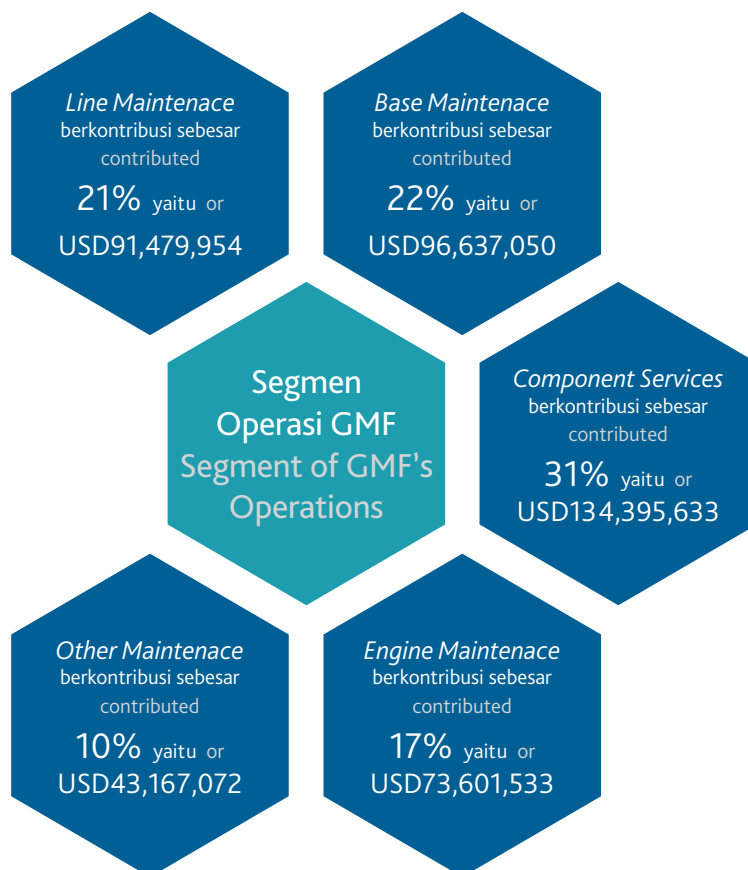 Line Maintenace
berkontribusi sebesar
contributed
21% yaitu or
USD91,479,954
Base Maintenace
berkontribusi sebesar
contributed
22% yaitu or
USD96,637,050
Segmen
Operasi GMF
Segment of GMF's
Operations
Component Services
berkontribusi sebesar
contributed
31% yaitu or
USD134,395,633
Other Maintenace
berkontribusi sebesar
contributed
10% yaitu or
USD43,167,072
Engine Maintenace
berkontribusi sebesar
contributed
17% yaitu or
USD73,601,533